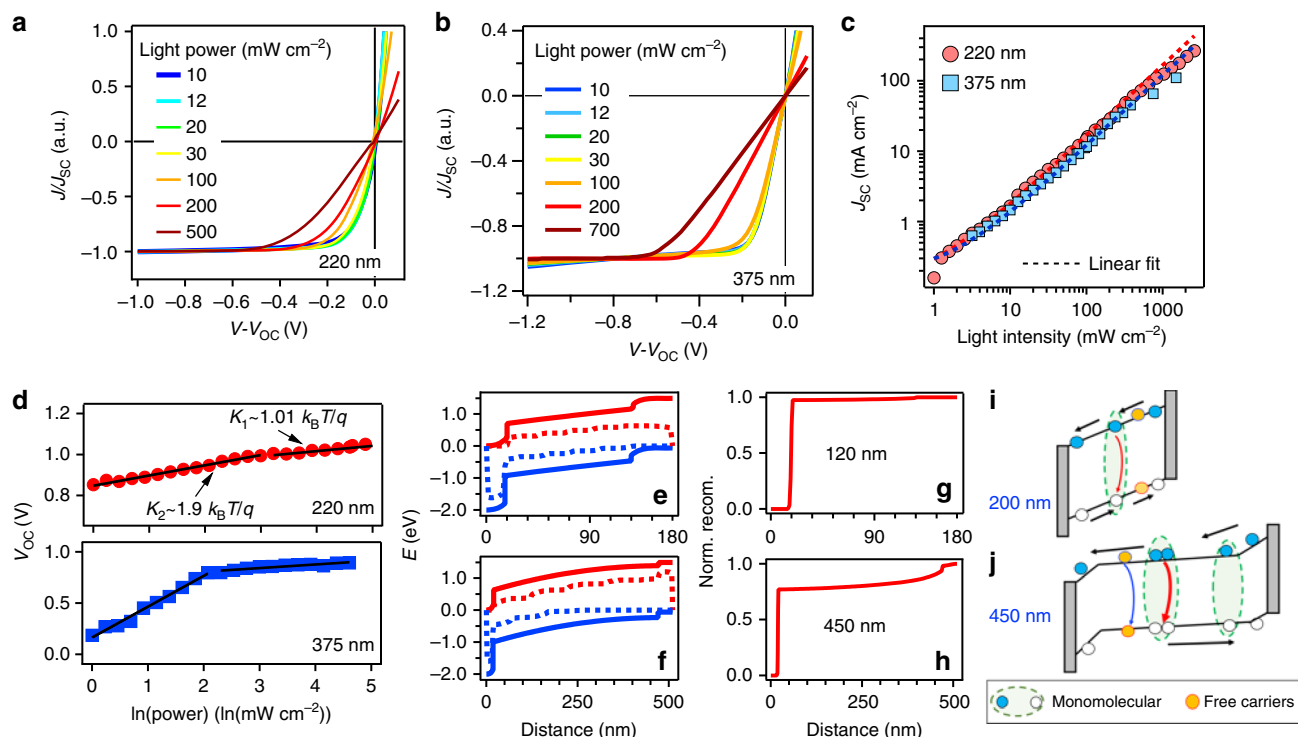 a
Light power (mW cm−2)
10
12
20
30
100
200
500
1.0
0.5
0.0
−0.5
−1.0
J/JSC (a.u.)
220 nm
−1.0 −0.8 −0.6 −0.4 −0.2 0.0
V-VOC (V)
b
Light power (mW cm−2)
10
12
20
30
100
200
700
0.4
0.0
−0.4
−0.8
−1.2
J/JSC (a.u.)
375 nm
−1.2 −0.8 −0.4 0.0
V-VOC (V)
c
220 nm
375 nm
100
10
1
JSC (mA cm−2)
Linear fit
1 10 100 1000
Light intensity (mW cm−2)
d
1.2
1.0
0.8
K1~1.01 kBT/q
K2~1.9 kBT/q
220 nm
VOC (V)
1.0
0.5
0.0
375 nm
0 1 2 3 4 5
ln(power) (ln(mW cm−2))
1.0
0.0
−1.0
−2.0
e
0 90 180
E (eV)
1.0
0.0
−1.0
−2.0
f
0 250 500
Distance (nm)
1.0
0.5
0.0
120 nm
g
0 90 180
Norm. recom.
1.0
0.5
0.0
450 nm
h
0 250 500
Distance (nm)
i
200 nm
j
450 nm
Monomolecular
Free carriers